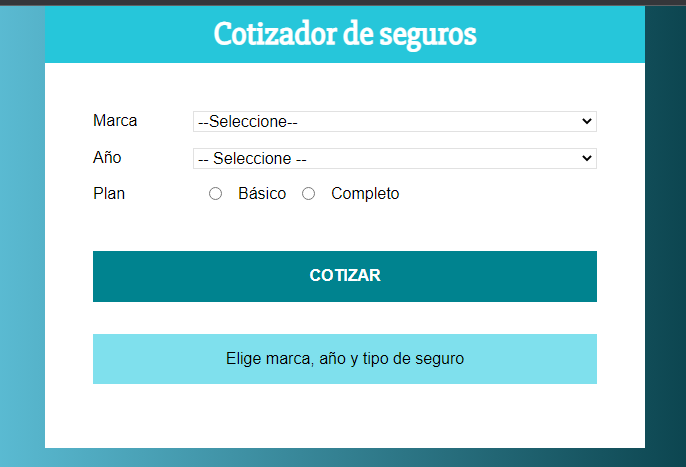 Cotizador de seguros
Marca --Seleccione--
Año -- Seleccione --
Plan Básico Completo
COTIZAR
Elige marca, año y tipo de seguro